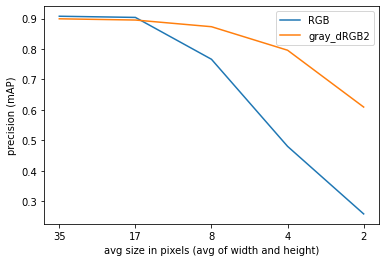 RGB
gray_dRGB2
precision (mAP)
0.9
0.8
0.7
0.6
0.5
0.4
0.3
35 17 8 4 2
avg size in pixels (avg of width and height)